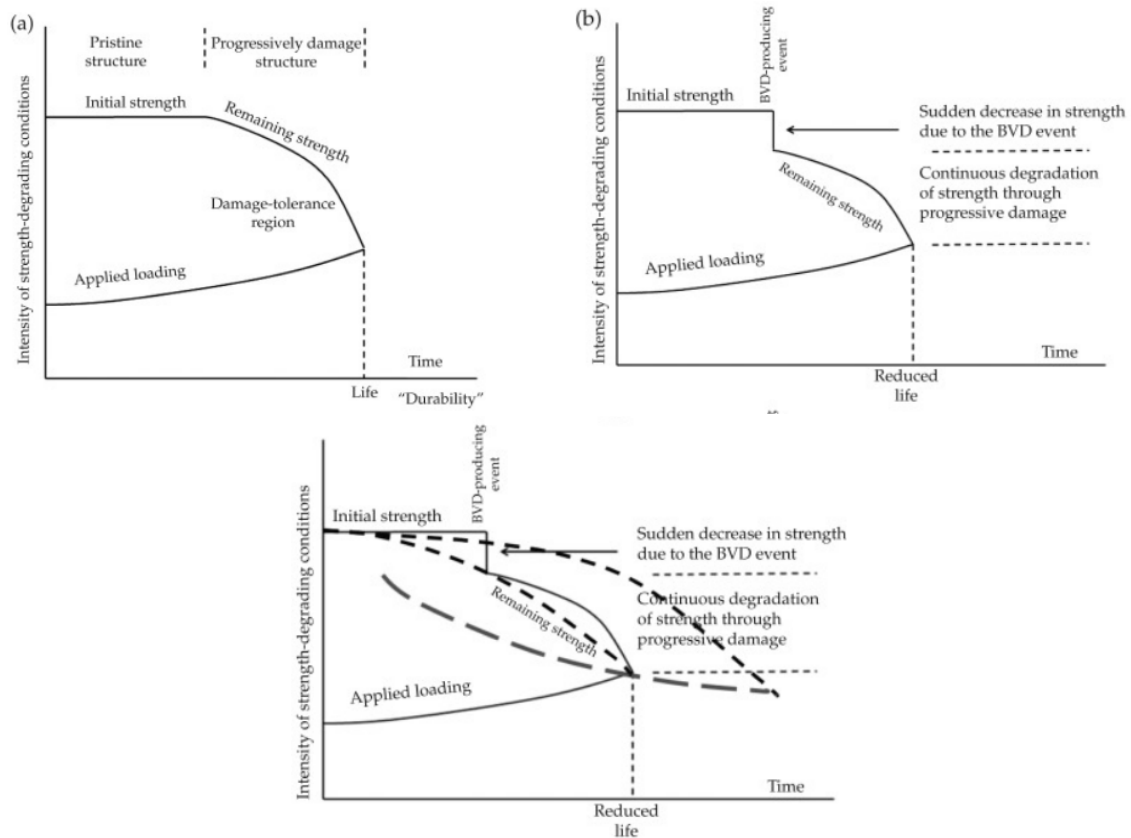 (a)
Pristine
structure
Progressively damage
structure
Initial strength
Remaining strength
Damage-tolerance
region
Applied loading
Intensity of strength-degrading conditions
Time
Life
“Durability”
(b)
BVD-producing
event
Initial strength
Sudden decrease in strength
due to the BVD event
Continuous degradation
of strength through
progressive damage
Remaining strength
Applied loading
Intensity of strength-degrading conditions
Time
Reduced
life
BVD-producing
event
Initial strength
Sudden decrease in strength
due to the BVD event
Continuous degradation
of strength through
progressive damage
Remaining strength
Applied loading
Intensity of strength-degrading conditions
Time
Reduced
life